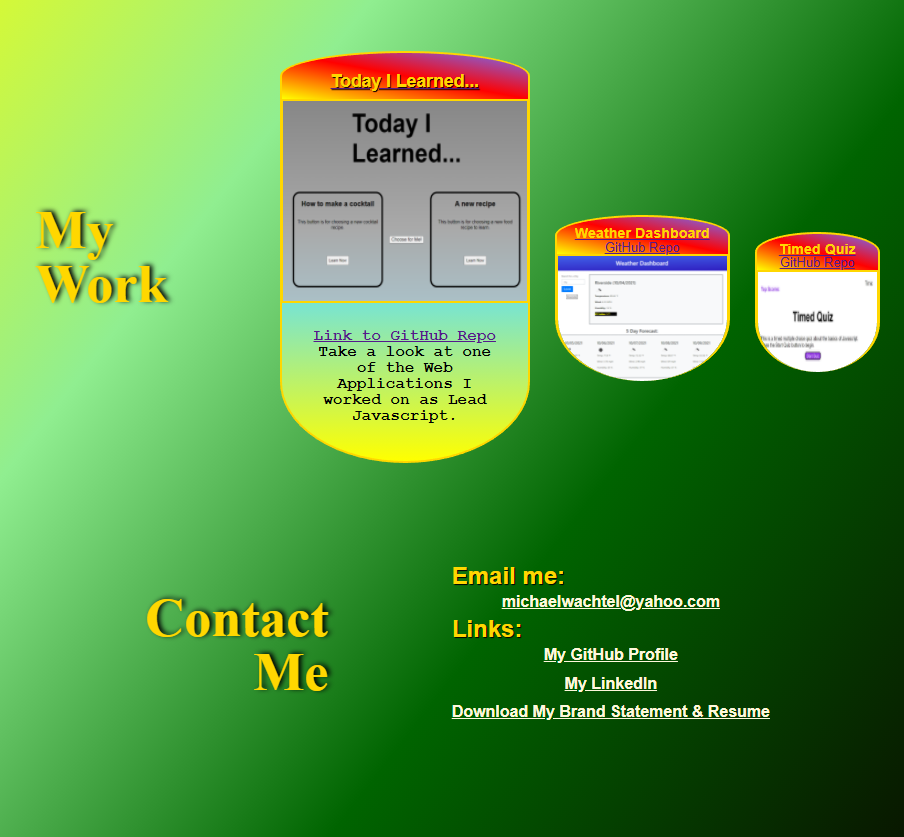 Today I Learned...
Today I
Learned...
How to make a cocktail
This button is for choosing a new cocktail
recipe
Learn Now
Choose for Me!
A new recipe
This button is for choosing a new food
recipe to learn.
Learn Now
Link to GitHub Repo
Take a look at one
of the Web
Applications I
worked on as Lead
Javascript.
My
Work
Weather Dashboard
GitHub Repo
Weather Dashboard
5 Day Forecast:
Timed Quiz
GitHub Repo
Top Scores
Timed Quiz
Contact
Me
Email me:
michaelwachtel@yahoo.com
Links:
My GitHub Profile
My LinkedIn
Download My Brand Statement & Resume